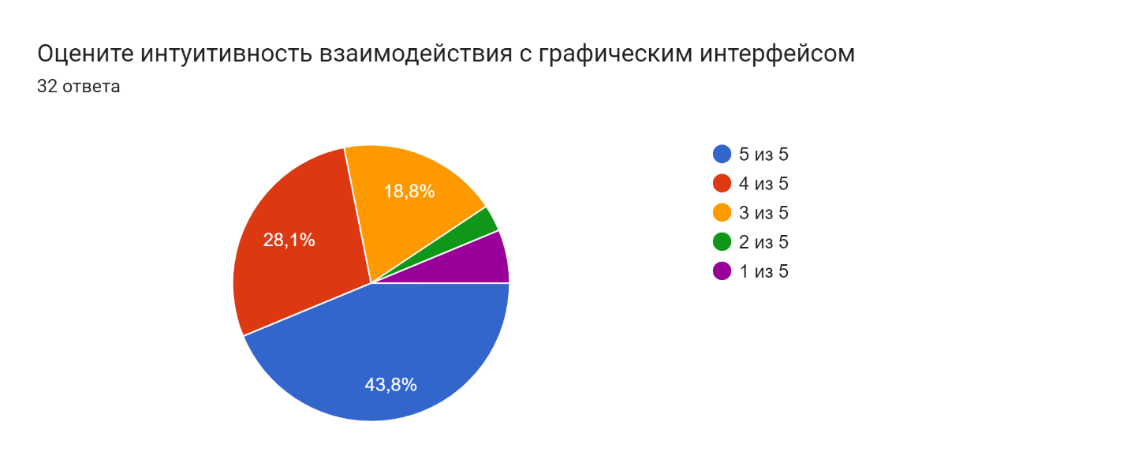 Оцените интуитивность взаимодействия с графическим интерфейсом
32 ответа
18,8%
28,1%
43,8%
5 из 5
4 из 5
3 из 5
2 из 5
1 из 5